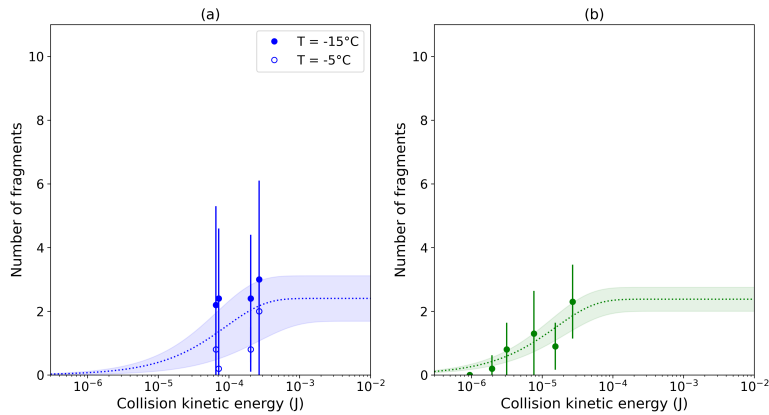 (a)
(b)
T = -15°C
T = -5°C
Number of fragments
10
8
6
4
2
0
10⁻⁶ 10⁻⁵ 10⁻⁴ 10⁻³ 10⁻²
Collision kinetic energy (J)
Number of fragments
10
8
6
4
2
0
10⁻⁶ 10⁻⁵ 10⁻⁴ 10⁻³ 10⁻²
Collision kinetic energy (J)